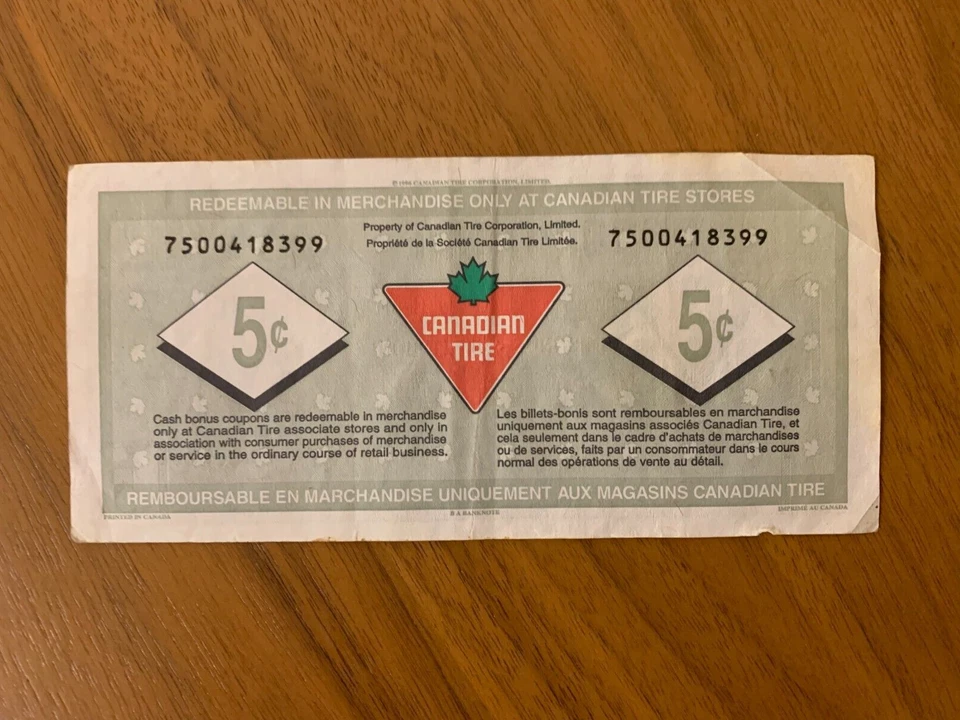 © 1996 CANADIAN TIRE CORPORATION, LIMITED.
REDEEMABLE IN MERCHANDISE ONLY AT CANADIAN TIRE STORES
Property of Canadian Tire Corporation, Limited.
Propriété de la Société Canadian Tire Limitée.
7500418399
7500418399
5¢
CANADIAN
TIRE
5¢
Cash bonus coupons are redeemable in merchandise
only at Canadian Tire associate stores and only in
association with consumer purchases of merchandise
or service in the ordinary course of retail business.
Les billets-bonis sont remboursables en marchandise
uniquement aux magasins associés Canadian Tire, et
cela seulement dans le cadre d'achats de marchandises
ou de services, faits par un consommateur dans le cours
normal des opérations de vente au détail.
REMBOURSABLE EN MARCHANDISE UNIQUEMENT AUX MAGASINS CANADIAN TIRE
PRINTED IN CANADA
B A BANKNOTE
IMPRIMÉ AU CANADA